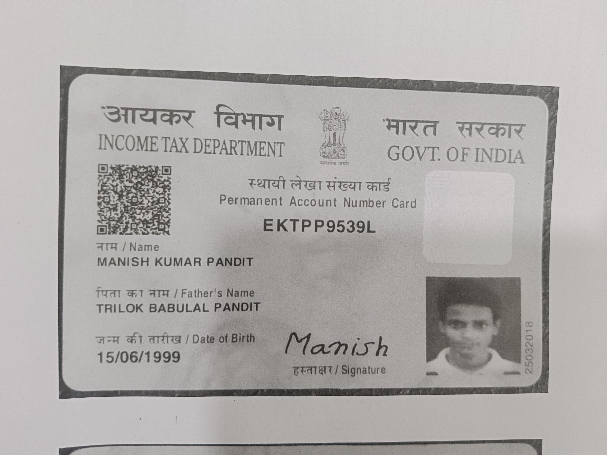 आयकर विभाग
INCOME TAX DEPARTMENT
भारत सरकार
GOVT. OF INDIA
स्थायी लेखा संख्या कार्ड
Permanent Account Number Card
EKTPP9539L
नाम / Name
MANISH KUMAR PANDIT
पिता का नाम / Father's Name
TRILOK BABULAL PANDIT
जन्म की तारीख / Date of Birth
15/06/1999
Manish
हस्ताक्षर / Signature
25032018